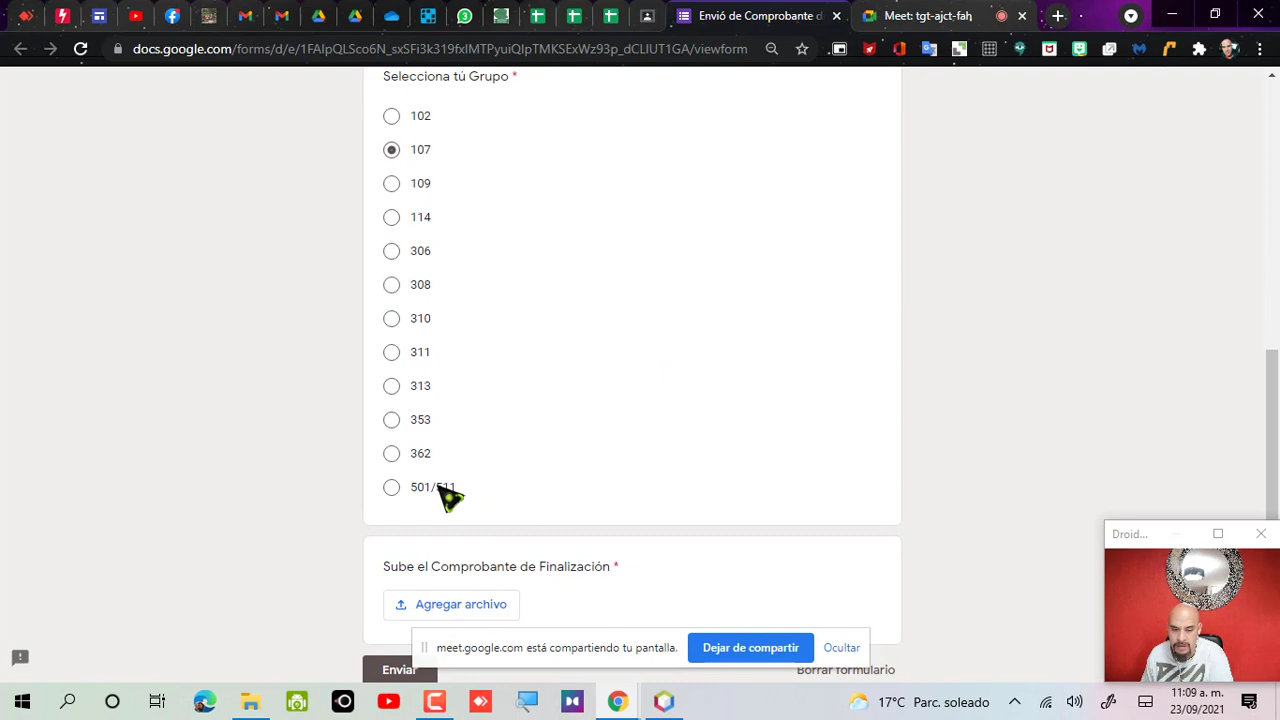 Envió de Comprobante d
Meet: tgt-ajct-fah
docs.google.com/forms/d/e/1FAIpQLSco6N_sxSFi3k319fxIMTPyuiQIpTMKSExWz93p_dCLIUT1GA/viewform
Selecciona tú Grupo *
102
107
109
114
306
308
310
311
313
353
362
501/511
Sube el Comprobante de Finalización *
Agregar archivo
meet.google.com está compartiendo tu pantalla.
Dejar de compartir
Ocultar
Enviar
Borrar formulario
Droid...
17°C Parc. soleado
11:09 a. m.
23/09/2021